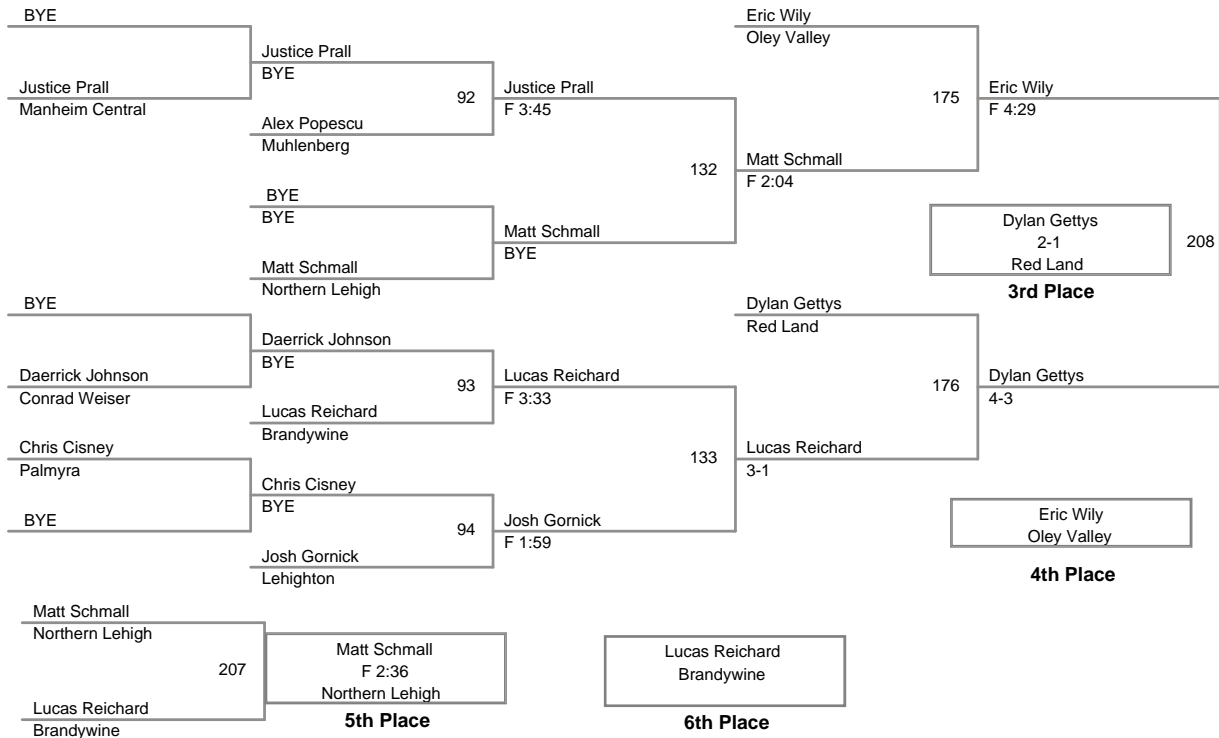 BYE
Justice Prall
Manheim Central
Justice Prall
BYE
92
Alex Popescu
Muhlenberg
Justice Prall
F 3:45
BYE
BYE
Matt Schmall
Northern Lehigh
Matt Schmall
BYE
132
Matt Schmall
F 2:04
Eric Wily
Oley Valley
175
Eric Wily
F 4:29
Dylan Gettys
2-1
Red Land
208
3rd Place
BYE
Daerrick Johnson
Conrad Weiser
Daerrick Johnson
BYE
93
Lucas Reichard
Brandywine
Lucas Reichard
F 3:33
Chris Cisney
Palmyra
BYE
Chris Cisney
BYE
94
Josh Gornick
Lehighton
Josh Gornick
F 1:59
133
Lucas Reichard
3-1
Dylan Gettys
Red Land
176
Dylan Gettys
4-3
Eric Wily
Oley Valley
4th Place
Matt Schmall
Northern Lehigh
207
Lucas Reichard
Brandywine
Matt Schmall
F 2:36
Northern Lehigh
5th Place
Lucas Reichard
Brandywine
6th Place